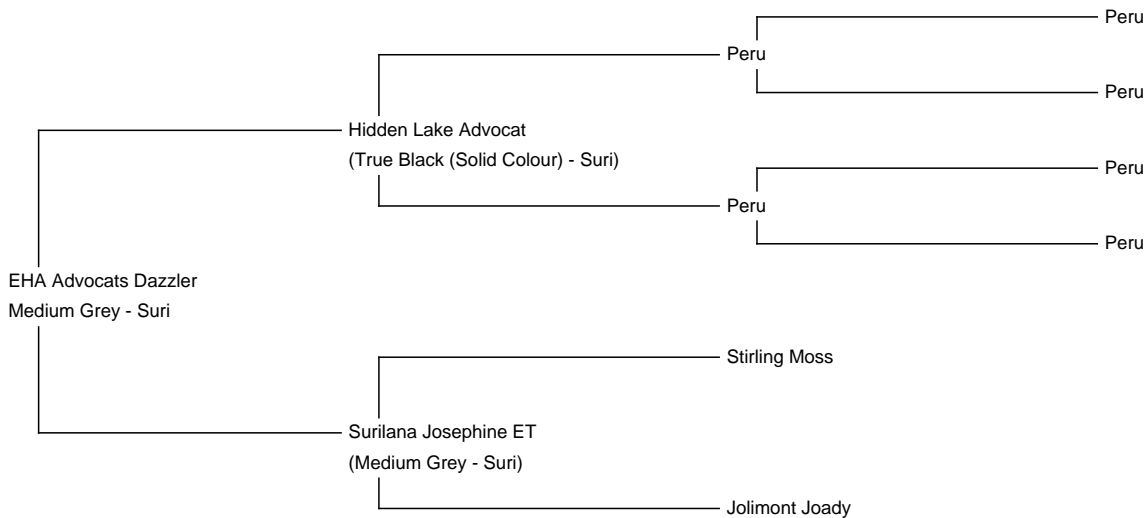 Peru
Peru
Peru
Hidden Lake Advocat
(True Black (Solid Colour) - Suri)
Peru
Peru
Peru
EHA Advocats Dazzler
Medium Grey - Suri
Stirling Moss
Surilana Josephine ET
(Medium Grey - Suri)
Jolimont Joady